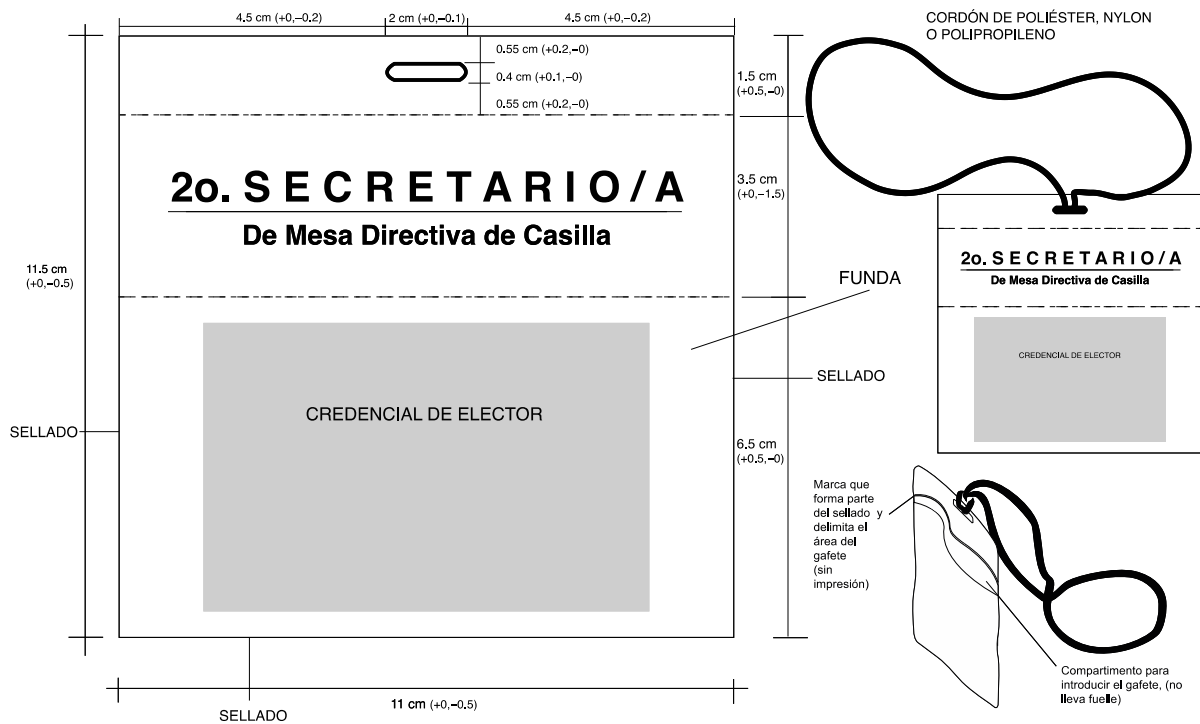 4.5 cm (+0,–0.2)
2 cm (+0,–0.1)
4.5 cm (+0,–0.2)
CORDÓN DE POLIÉSTER, NYLON
O POLIPROPILENO
0.55 cm (+0.2,–0)
0.4 cm (+0.1,–0)
0.55 cm (+0.2,–0)
1.5 cm
(+0.5,–0)
2o. SECRETARIO/A
De Mesa Directiva de Casilla
3.5 cm
(+0,–1.5)
11.5 cm
(+0,–0.5)
FUNDA
SELLADO
CREDENCIAL DE ELECTOR
SELLADO
6.5 cm
(+0.5,–0)
11 cm (+0,–0.5)
SELLADO
2o. SECRETARIO/A
De Mesa Directiva de Casilla
CREDENCIAL DE ELECTOR
Marca que
forma parte
del sellado y
delimita el
área del
gafete
(sin
impresión)
Compartimento para
introducir el gafete, (no
lleva fuelle)